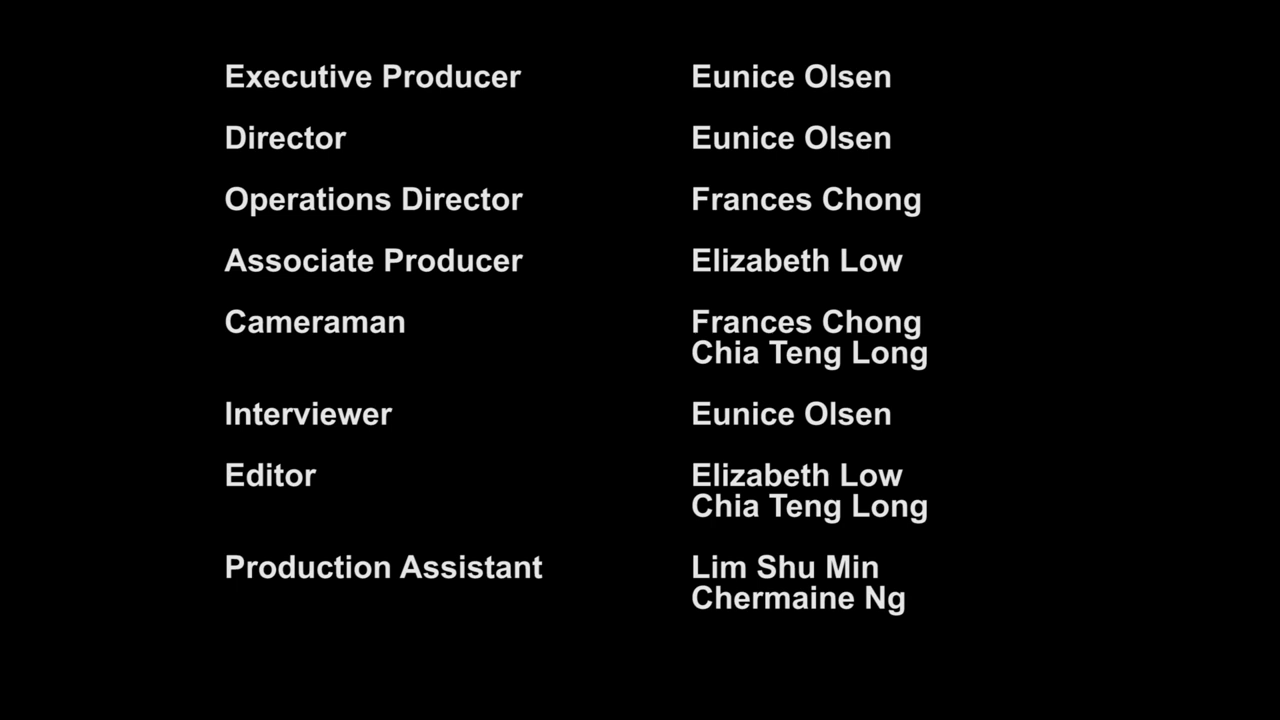 Executive Producer Eunice Olsen
Director Eunice Olsen
Operations Director Frances Chong
Associate Producer Elizabeth Low
Cameraman Frances Chong
Chia Teng Long
Interviewer Eunice Olsen
Editor Elizabeth Low
Chia Teng Long
Production Assistant Lim Shu Min
Chermaine Ng